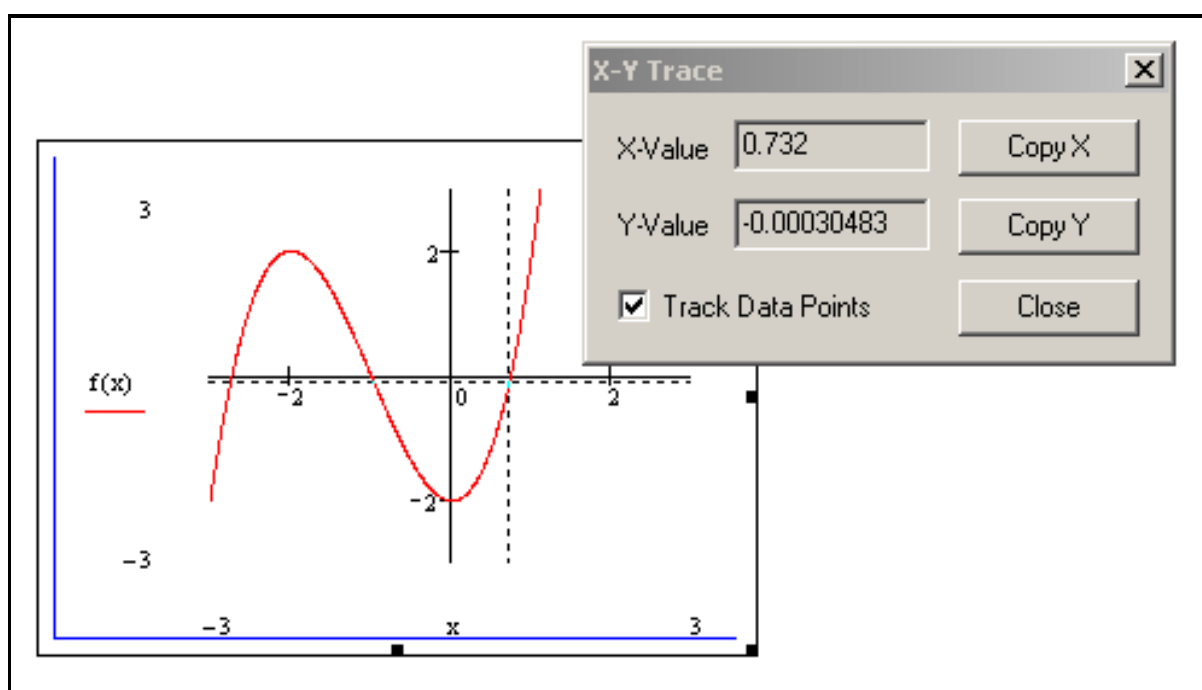 X-Y Trace
X-Value 0.732 Copy X
Y-Value -0.00030483 Copy Y
Track Data Points Close
3
2
f(x)
−2 0 2
−2
−3
−3 x 3